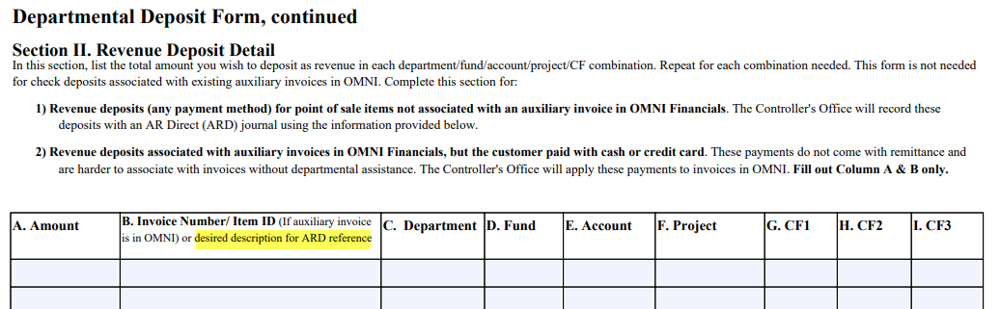 Departmental Deposit Form, continued
Section II. Revenue Deposit Detail
In this section, list the total amount you wish to deposit as revenue in each department/fund/account/project/CF combination. Repeat for each combination needed. This form is not needed
for check deposits associated with existing auxiliary invoices in OMNI. Complete this section for:
1) Revenue deposits (any payment method) for point of sale items not associated with an auxiliary invoice in OMNI Financials. The Controller's Office will record these
deposits with an AR Direct (ARD) journal using the information provided below.
2) Revenue deposits associated with auxiliary invoices in OMNI Financials, but the customer paid with cash or credit card. These payments do not come with remittance and
are harder to associate with invoices without departmental assistance. The Controller's Office will apply these payments to invoices in OMNI. Fill out Column A & B only.
A. Amount
B. Invoice Number/ Item ID (If auxiliary invoice
is in OMNI) or desired description for ARD reference
C. Department
D. Fund
E. Account
F. Project
G. CF1
H. CF2
I. CF3